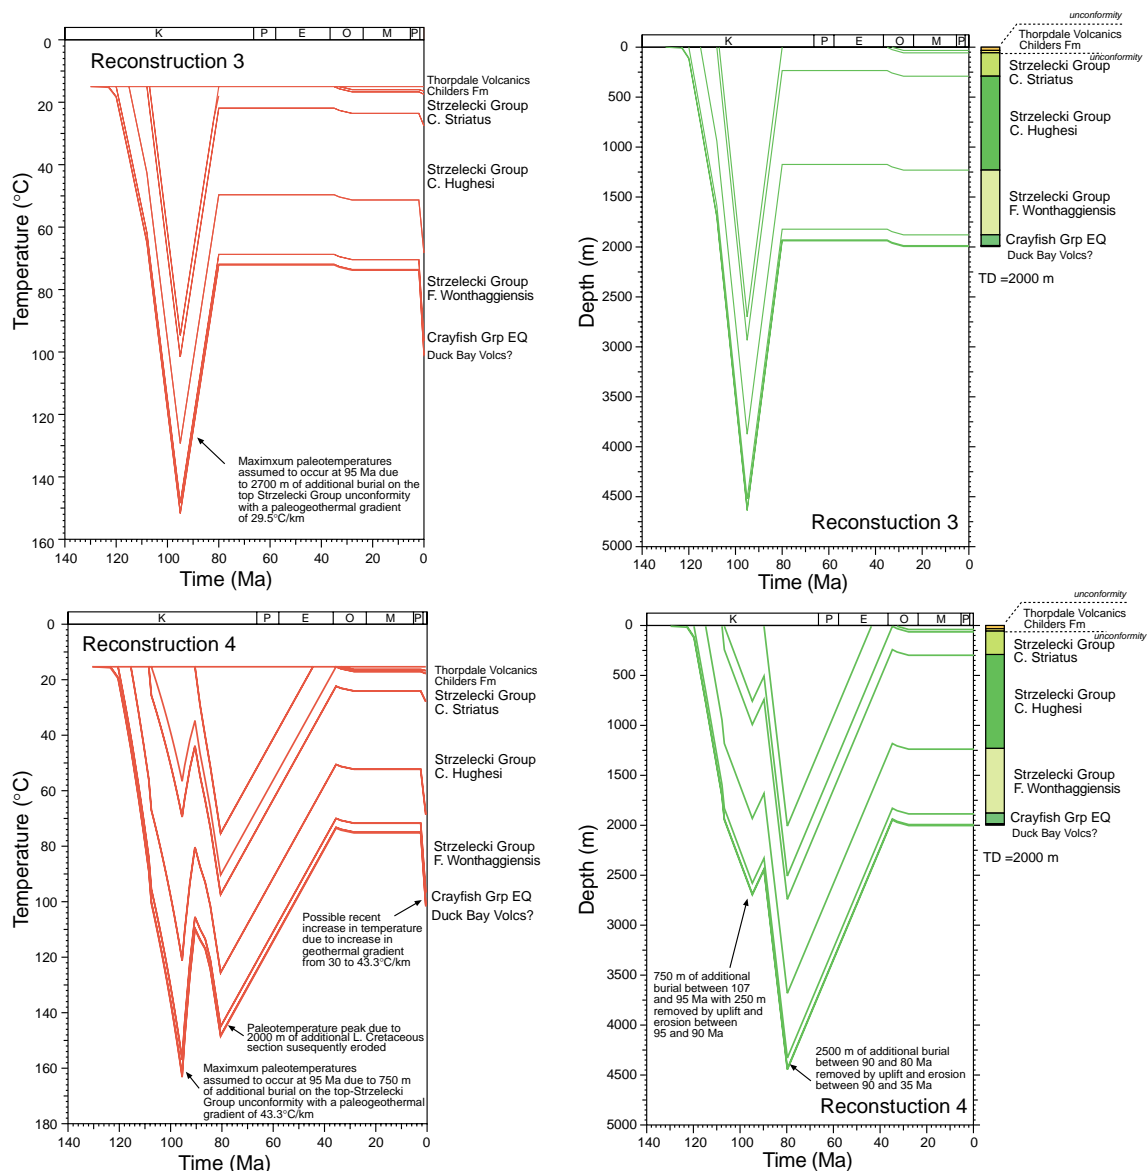 K P E O M P
Reconstruction 3
0
20
40
60
80
100
120
140
160
Temperature (°C)
140 120 100 80 60 40 20 0
Time (Ma)
Thorpdale Volcanics
Childers Fm
Strzelecki Group
C. Striatus
Strzelecki Group
C. Hughesi
Strzelecki Group
F. Wonthaggiensis
Crayfish Grp EQ
Duck Bay Volcs?
Maximxum paleotemperatures
assumed to occur at 95 Ma due
to 2700 m of additional burial on the
top Strzelecki Group unconformity
with a paleogeothermal gradient
of 29.5°C/km
K P E O M P
0
500
1000
1500
2000
2500
3000
3500
4000
4500
5000
Depth (m)
140 120 100 80 60 40 20 0
Time (Ma)
Reconstuction 3
unconformity
Thorpdale Volcanics
Childers Fm
unconformity
Strzelecki Group
C. Striatus
Strzelecki Group
C. Hughesi
Strzelecki Group
F. Wonthaggiensis
Crayfish Grp EQ
Duck Bay Volcs?
TD =2000 m
K P E O M P
Reconstruction 4
0
20
40
60
80
100
120
140
160
180
Temperature (°C)
140 120 100 80 60 40 20 0
Time (Ma)
Thorpdale Volcanics
Childers Fm
Strzelecki Group
C. Striatus
Strzelecki Group
C. Hughesi
Strzelecki Group
F. Wonthaggiensis
Crayfish Grp EQ
Duck Bay Volcs?
Possible recent
increase in temperature
due to increase in
geothermal gradient
from 30 to 43.3°C/km
Paleotemperature peak due to
2000 m of additional L. Cretaceous
section susequently eroded
Maximxum paleotemperatures
assumed to occur at 95 Ma due to 750 m
of additional burial on the top-Strzelecki
Group unconformity with a paleogeothermal
gradient of 43.3°C/km
K P E O M P
0
500
1000
1500
2000
2500
3000
3500
4000
4500
5000
Depth (m)
140 120 100 80 60 40 20 0
Time (Ma)
750 m of additional
burial between 107
and 95 Ma with 250 m
removed by uplift and
erosion between
95 and 90 Ma
2500 m of additional burial
between 90 and 80 Ma
removed by uplift and erosion
between 90 and 35 Ma
Reconstuction 4
unconformity
Thorpdale Volcanics
Childers Fm
unconformity
Strzelecki Group
C. Striatus
Strzelecki Group
C. Hughesi
Strzelecki Group
F. Wonthaggiensis
Crayfish Grp EQ
Duck Bay Volcs?
TD =2000 m